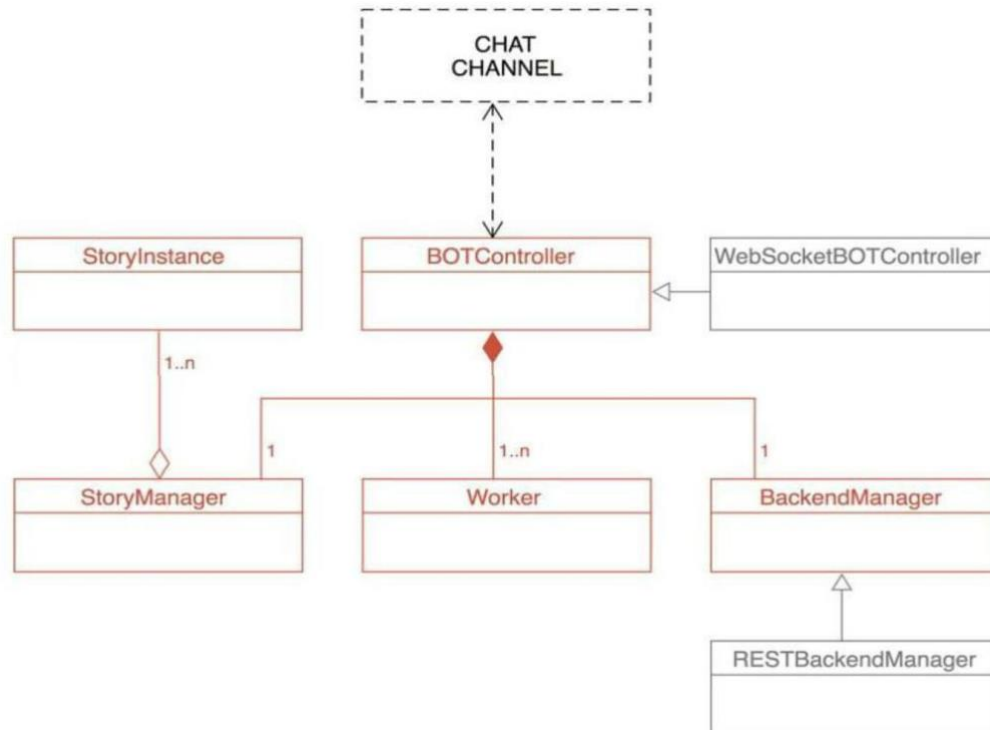 CHAT
CHANNEL
StoryInstance
BOTController
WebSocketBOTController
1..n
1
1..n
1
StoryManager
Worker
BackendManager
RESTBackendManager